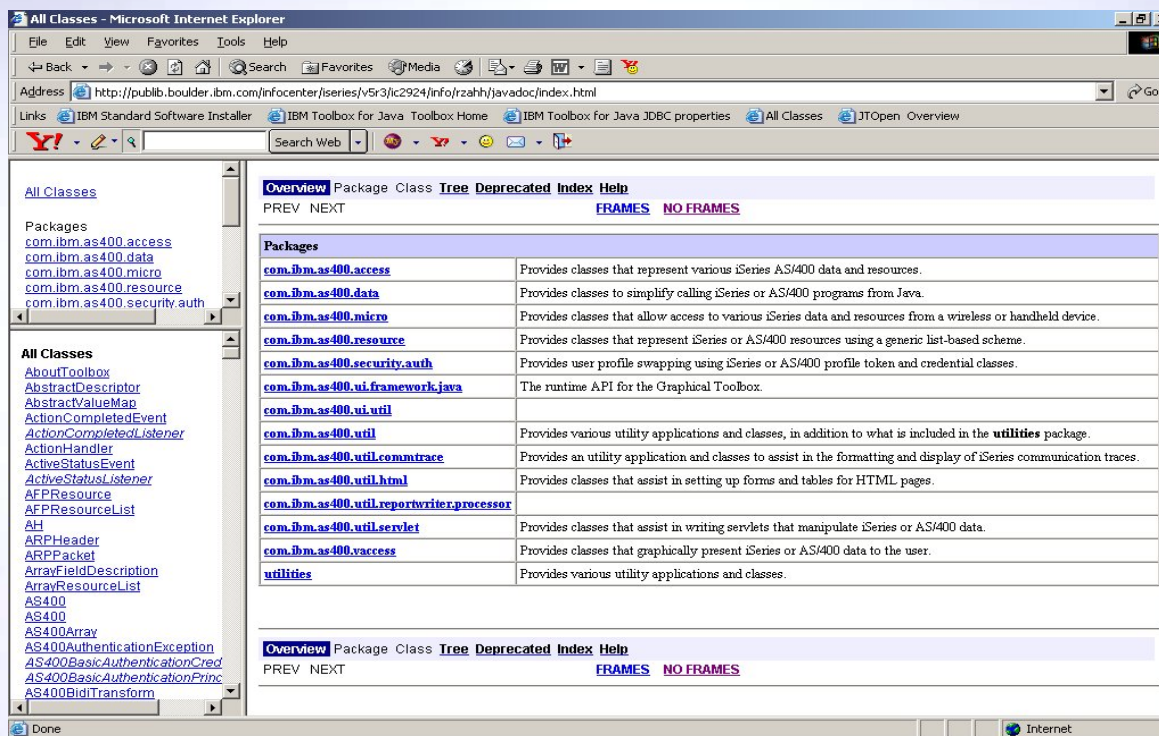 All Classes - Microsoft Internet Explorer
File Edit View Favorites Tools Help
Back Search Favorites Media
Address http://publib.boulder.ibm.com/infocenter/iseries/v5r3/ic2924/info/rzahh/javadoc/index.html Go
Links IBM Standard Software Installer IBM Toolbox for Java Toolbox Home IBM Toolbox for Java JDBC properties All Classes JTOpen Overview
Y! Search Web
All Classes
Packages
com.ibm.as400.access
com.ibm.as400.data
com.ibm.as400.micro
com.ibm.as400.resource
com.ibm.as400.security.auth
All Classes
AboutToolbox
AbstractDescriptor
AbstractValueMap
ActionCompletedEvent
ActionCompletedListener
ActionHandler
ActiveStatusEvent
ActiveStatusListener
AFPResource
AFPResourceList
AH
ARPHeader
ARPPacket
ArrayFieldDescription
ArrayResourceList
AS400
AS400
AS400Array
AS400AuthenticationException
AS400BasicAuthenticationCred
AS400BasicAuthenticationPrinc
AS400BidiTransform
Overview Package Class Tree Deprecated Index Help
PREV NEXT FRAMES NO FRAMES
Packages
com.ibm.as400.access Provides classes that represent various iSeries AS/400 data and resources.
com.ibm.as400.data Provides classes to simplify calling iSeries or AS/400 programs from Java.
com.ibm.as400.micro Provides classes that allow access to various iSeries data and resources from a wireless or handheld device.
com.ibm.as400.resource Provides classes that represent iSeries or AS/400 resources using a generic list-based scheme.
com.ibm.as400.security.auth Provides user profile swapping using iSeries or AS/400 profile token and credential classes.
com.ibm.as400.ui.framework.java The runtime API for the Graphical Toolbox.
com.ibm.as400.ui.util
com.ibm.as400.util Provides various utility applications and classes, in addition to what is included in the utilities package.
com.ibm.as400.util.commtrace Provides an utility application and classes to assist in the formatting and display of iSeries communication traces.
com.ibm.as400.util.html Provides classes that assist in setting up forms and tables for HTML pages.
com.ibm.as400.util.reportwriter.processor
com.ibm.as400.util.servlet Provides classes that assist in writing servlets that manipulate iSeries or AS/400 data.
com.ibm.as400.vaccess Provides classes that graphically present iSeries or AS/400 data to the user.
utilities Provides various utility applications and classes.
Overview Package Class Tree Deprecated Index Help
PREV NEXT FRAMES NO FRAMES
Done Internet